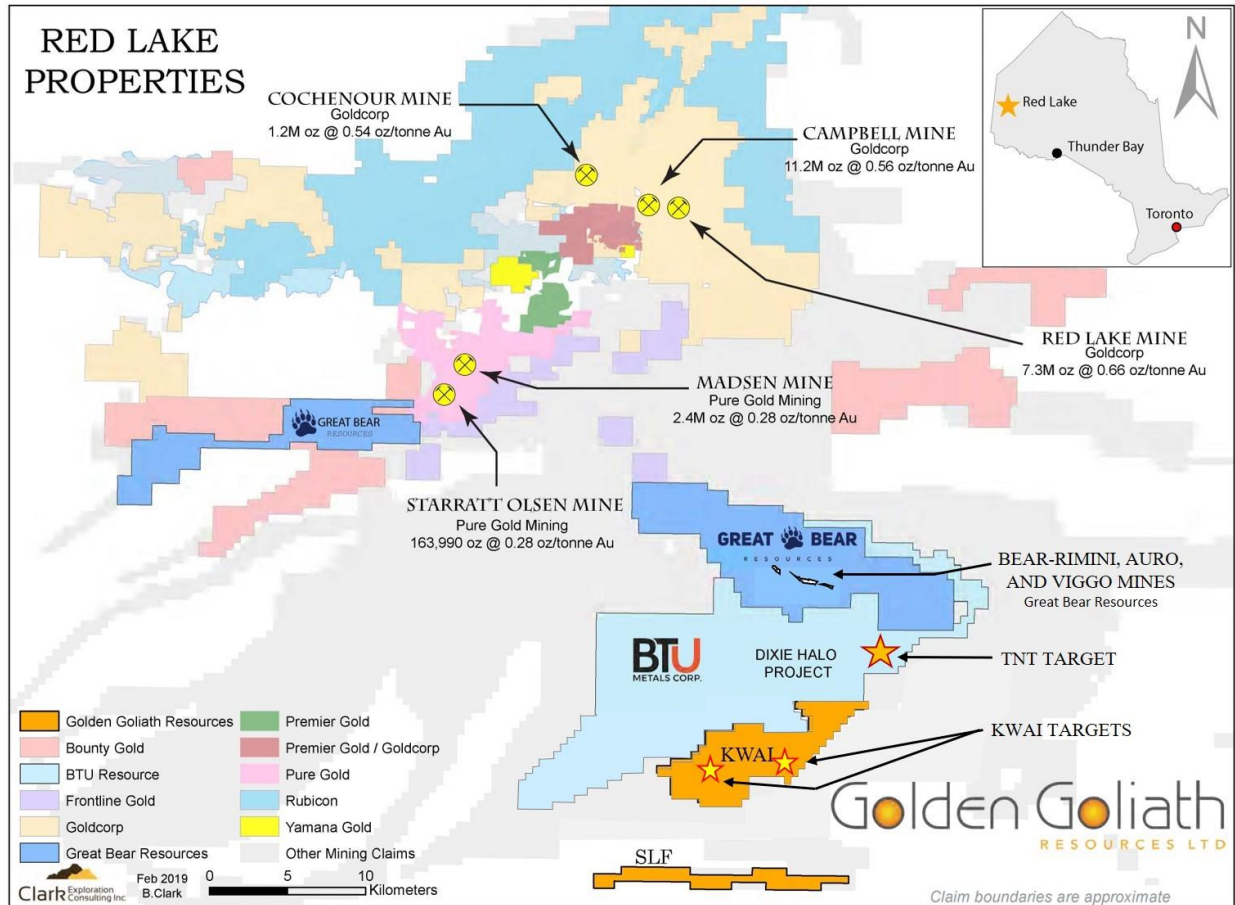 RED LAKE
PROPERTIES
COCHENOUR MINE
Goldcorp
1.2M oz @ 0.54 oz/tonne Au
CAMPBELL MINE
Goldcorp
11.2M oz @ 0.56 oz/tonne Au
N
Red Lake
Thunder Bay
Toronto
RED LAKE MINE
Goldcorp
7.3M oz @ 0.66 oz/tonne Au
MADSEN MINE
Pure Gold Mining
2.4M oz @ 0.28 oz/tonne Au
GREAT BEAR
RESOURCES
STARRATT OLSEN MINE
Pure Gold Mining
163,990 oz @ 0.28 oz/tonne Au
GREAT BEAR
RESOURCES
BEAR-RIMINI, AURO,
AND VIGGO MINES
Great Bear Resources
BTU
METALS CORP.
DIXIE HALO
PROJECT
TNT TARGET
KWAI
KWAI TARGETS
Golden Goliath Resources
Bounty Gold
BTU Resource
Frontline Gold
Goldcorp
Great Bear Resources
Premier Gold
Premier Gold / Goldcorp
Pure Gold
Rubicon
Yamana Gold
Other Mining Claims
Golden Goliath
RESOURCES LTD
SLF
Clark Exploration
Consulting Inc
Feb 2019
B.Clark
0 5 10
Kilometers
Claim boundaries are approximate